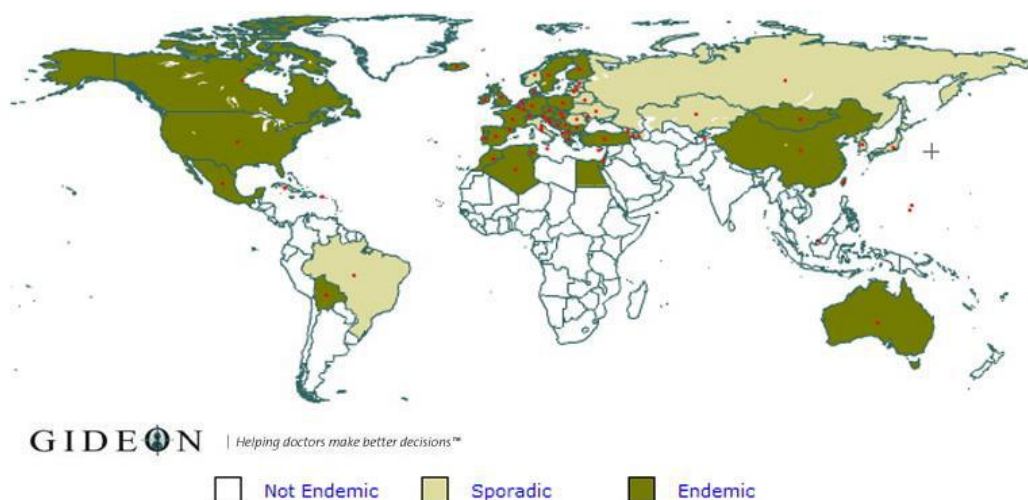 GIDEON | Helping doctors make better decisions™
Not Endemic Sporadic Endemic